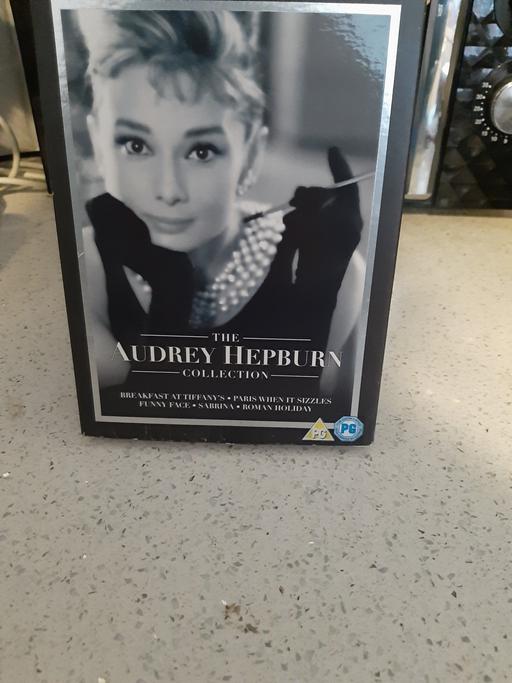 THE
AUDREY HEPBURN
COLLECTION
BREAKFAST AT TIFFANY'S • PARIS WHEN IT SIZZLES
FUNNY FACE • SABRINA • ROMAN HOLIDAY
PG PG